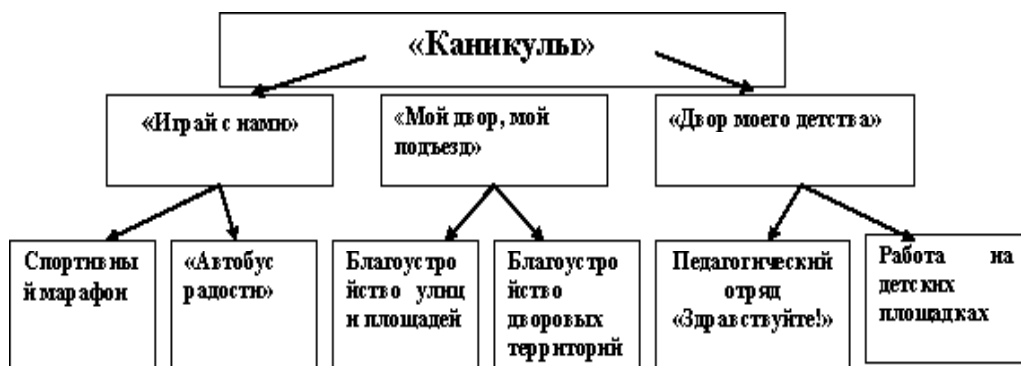 «Каникулы»
«Играй с нами»
«Мой двор, мой
подъезд»
«Двор моего детства»
Спортивны
й марафон
«Автобус
радости»
Благоустро
йство улиц
и площадей
Благоустро
йство
дворовых
территорий
Педагогический
отряд
«Здравствуйте!»
Работа на
детских
площадках